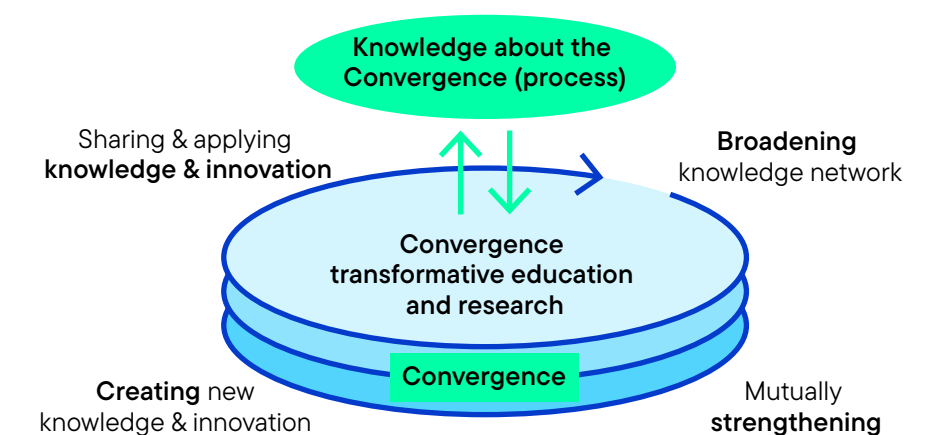 Knowledge about the
Convergence (process)
Sharing & applying
knowledge & innovation
Broadening
knowledge network
Convergence
transformative education
and research
Convergence
Creating new
knowledge & innovation
Mutually
strengthening